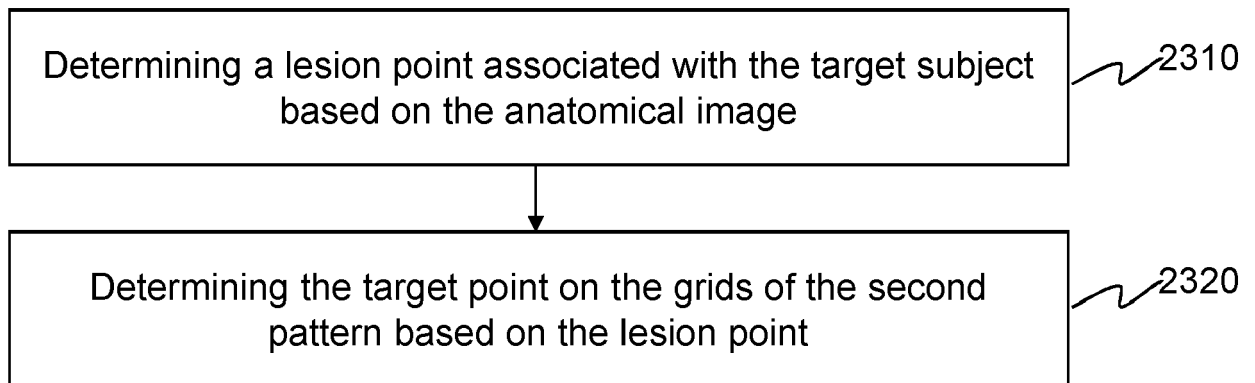 Determining a lesion point associated with the target subject
based on the anatomical image
2310
Determining the target point on the grids of the second
pattern based on the lesion point
2320